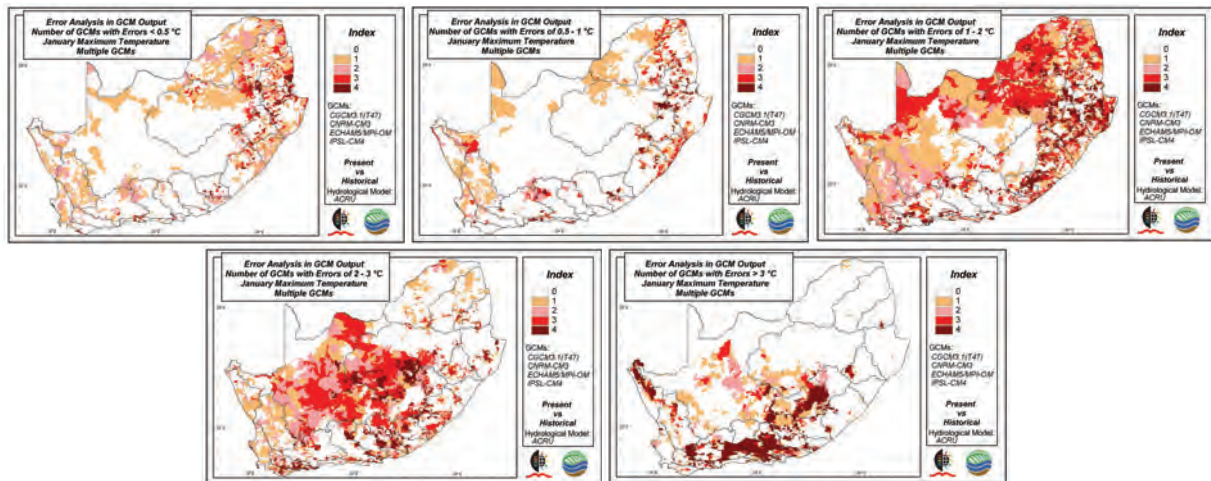 Error Analysis in GCM Output
Number of GCMs with Errors < 0.5 °C
January Maximum Temperature
Multiple GCMs
Index
0
1
2
3
4
GCMs:
CGCM3.1(T47)
CNRM-CM3
ECHAM5/MPI-OM
IPSL-CM4
Present
vs
Historical
Hydrological Model:
ACRU
Error Analysis in GCM Output
Number of GCMs with Errors of 0.5 - 1 °C
January Maximum Temperature
Multiple GCMs
Index
0
1
2
3
4
GCMs:
CGCM3.1(T47)
CNRM-CM3
ECHAM5/MPI-OM
IPSL-CM4
Present
vs
Historical
Hydrological Model:
ACRU
Error Analysis in GCM Output
Number of GCMs with Errors of 1 - 2 °C
January Maximum Temperature
Multiple GCMs
Index
0
1
2
3
4
GCMs:
CGCM3.1(T47)
CNRM-CM3
ECHAM5/MPI-OM
IPSL-CM4
Present
vs
Historical
Hydrological Model:
ACRU
Error Analysis in GCM Output
Number of GCMs with Errors of 2 - 3 °C
January Maximum Temperature
Multiple GCMs
Index
0
1
2
3
4
GCMs:
CGCM3.1(T47)
CNRM-CM3
ECHAM5/MPI-OM
IPSL-CM4
Present
vs
Historical
Hydrological Model:
ACRU
Error Analysis in GCM Output
Number of GCMs with Errors > 3 °C
January Maximum Temperature
Multiple GCMs
Index
0
1
2
3
4
GCMs:
CGCM3.1(T47)
CNRM-CM3
ECHAM5/MPI-OM
IPSL-CM4
Present
vs
Historical
Hydrological Model:
ACRU